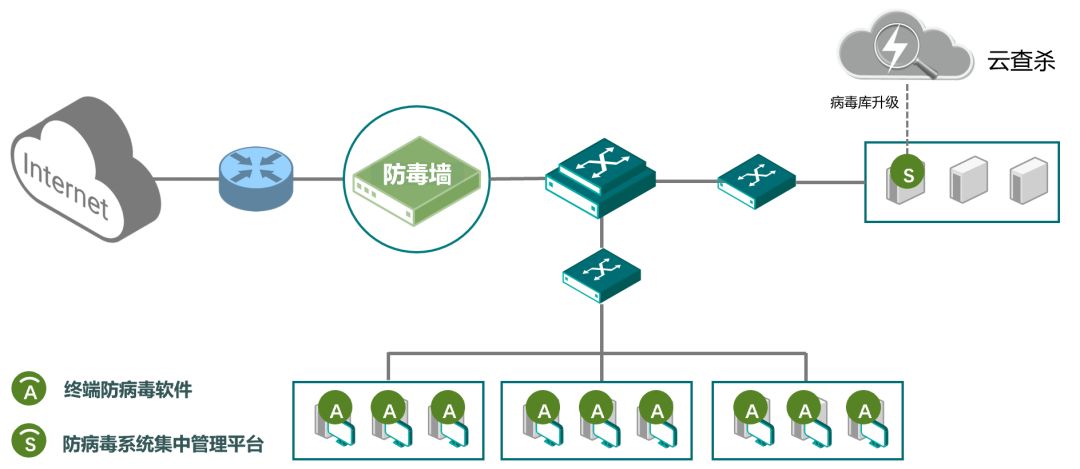 云查杀
病毒库升级
Internet
防毒墙
S
A 终端防病毒软件
S 防病毒系统集中管理平台
A A A A A A A A A